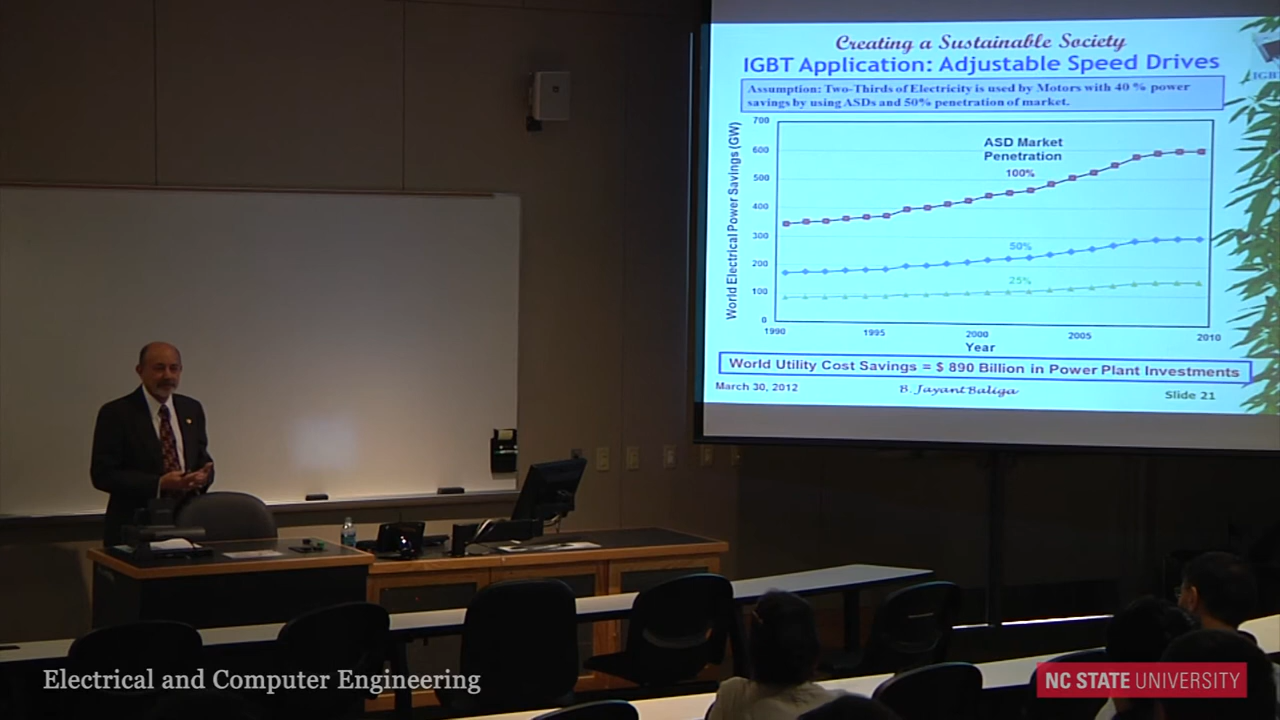 Creating a Sustainable Society
IGBT Application: Adjustable Speed Drives
Assumption: Two-Thirds of Electricity is used by Motors with 40 % power
savings by using ASDs and 50% penetration of market.
World Electrical Power Savings (GW)
700
600
500
400
300
200
100
0
ASD Market
Penetration
100%
50%
25%
1990
1995
2000
2005
2010
Year
World Utility Cost Savings = $ 890 Billion in Power Plant Investments
March 30, 2012
B. Jayant Baliga
Slide 21
Electrical and Computer Engineering
NC STATE UNIVERSITY